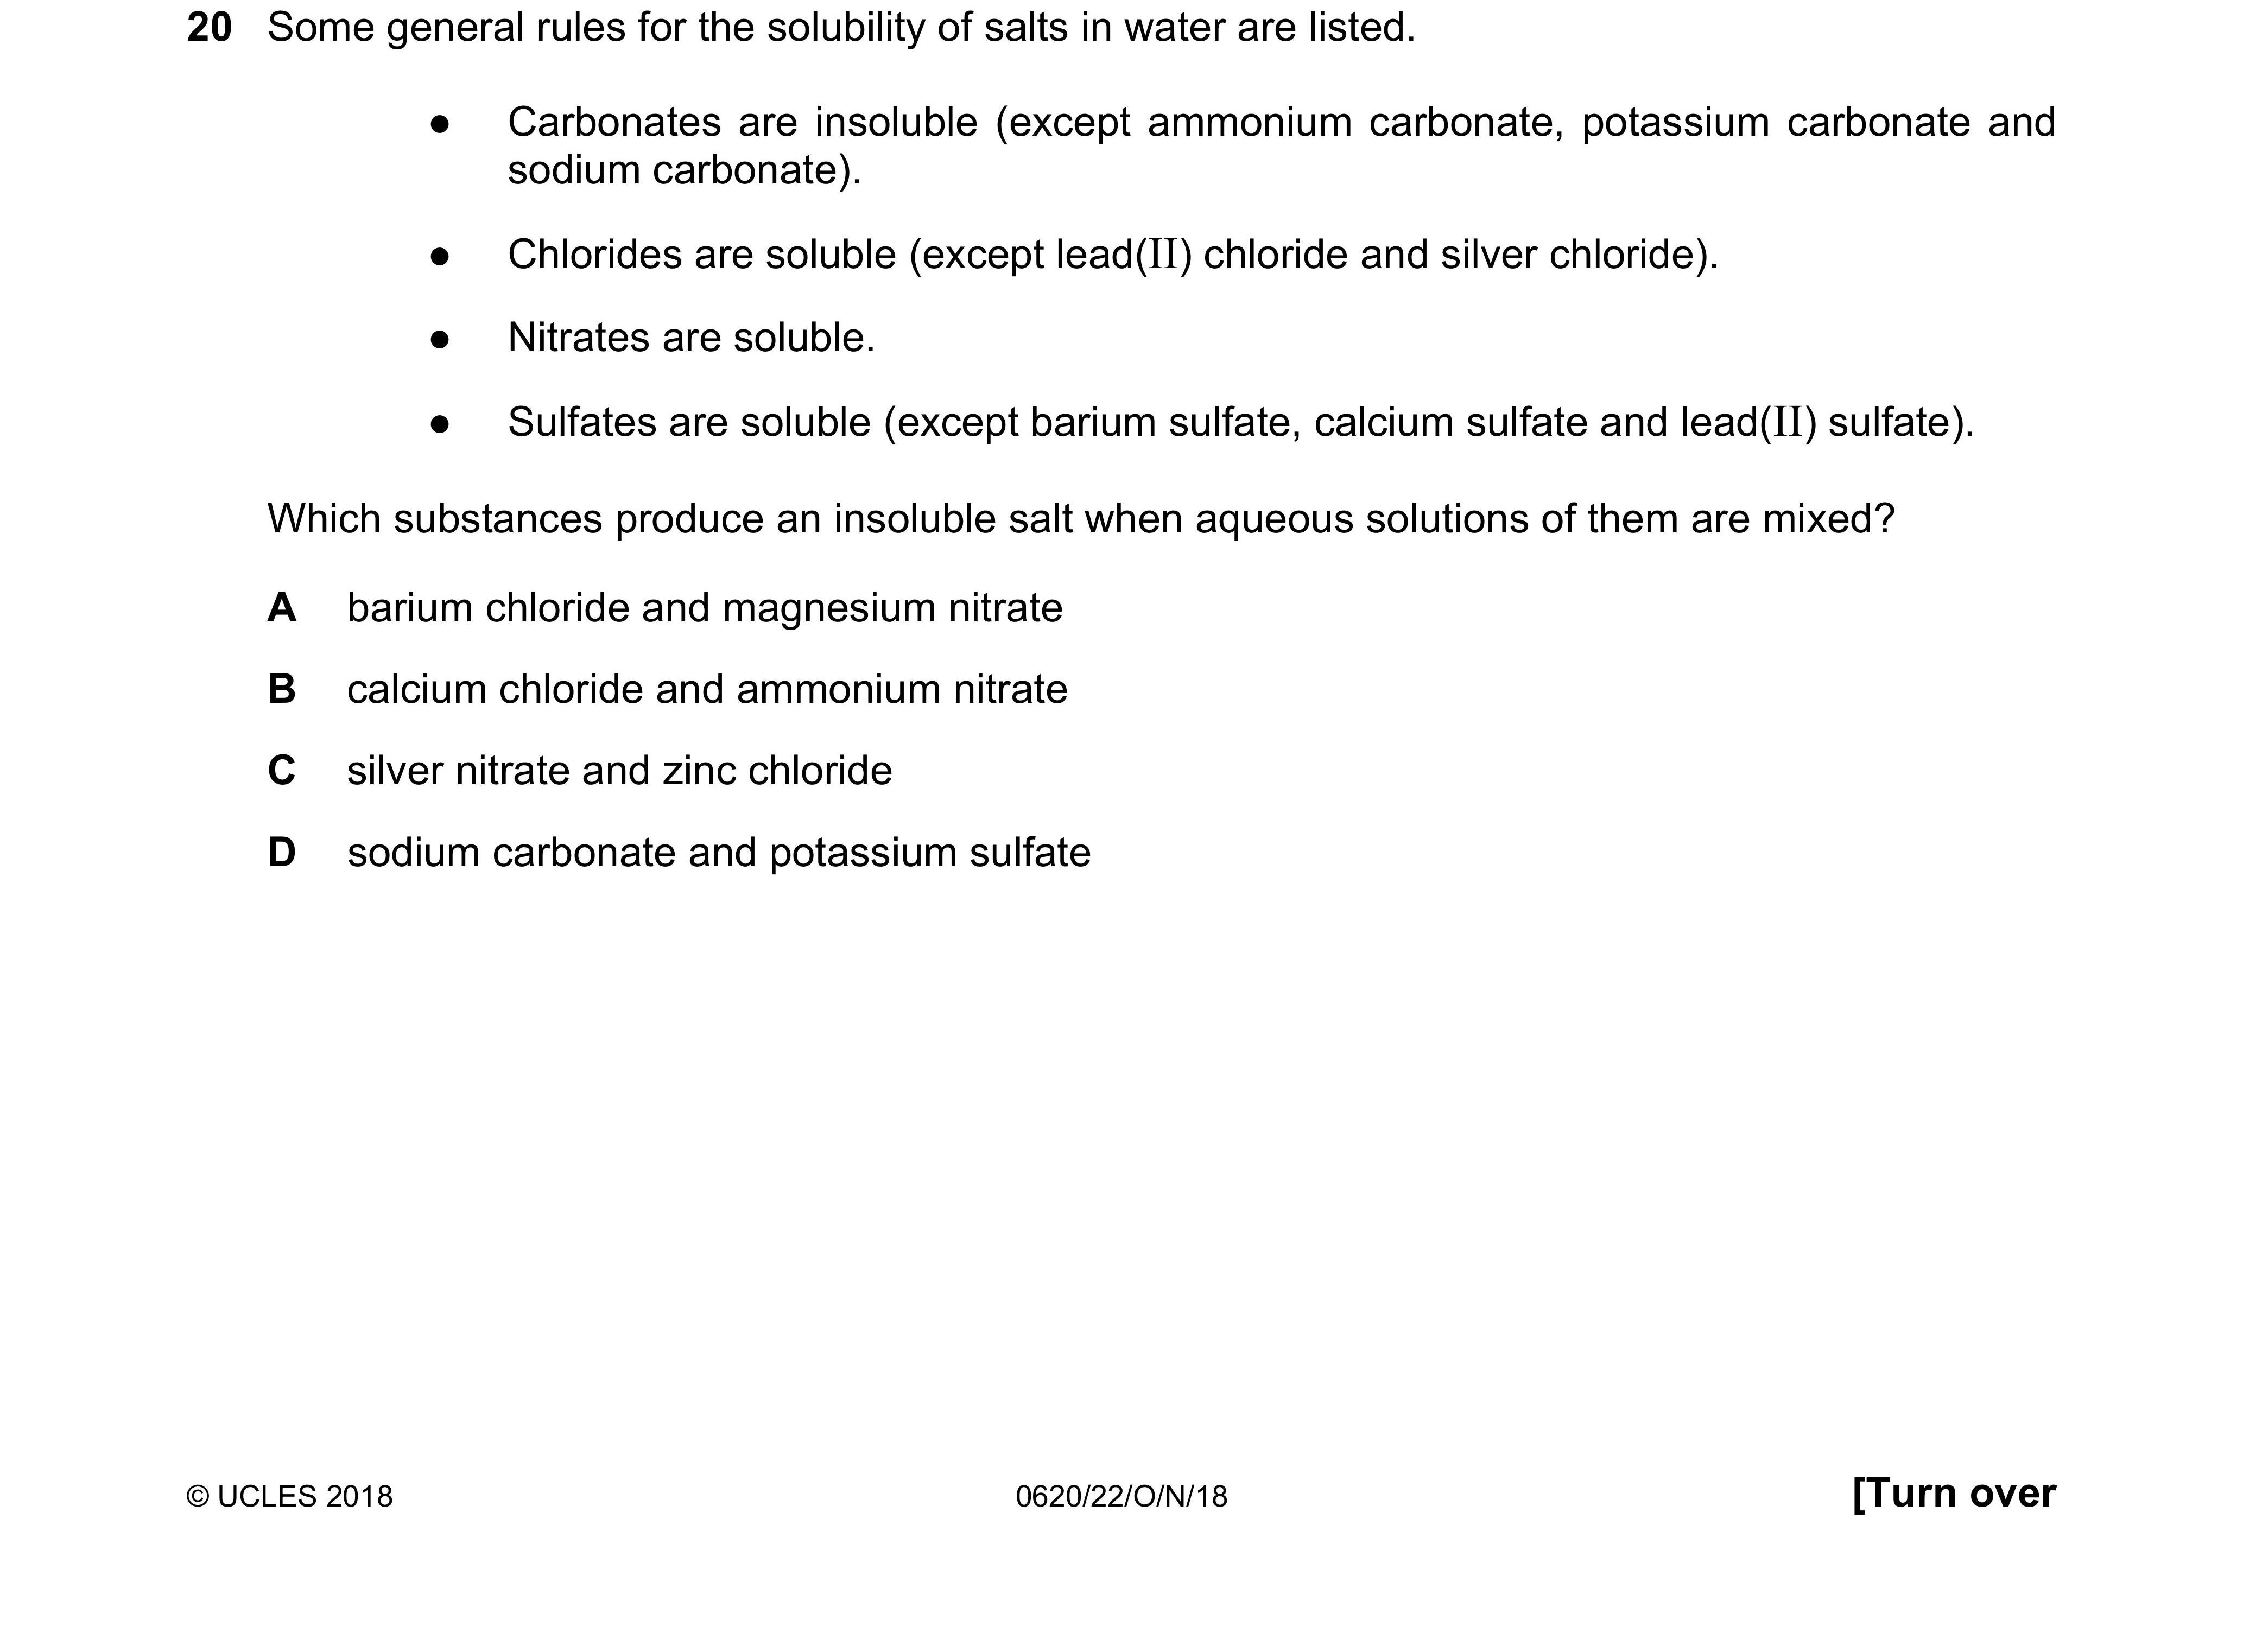 20 Some general rules for the solubility of salts in water are listed.
● Carbonates are insoluble (except ammonium carbonate, potassium carbonate and
sodium carbonate).
● Chlorides are soluble (except lead(II) chloride and silver chloride).
● Nitrates are soluble.
● Sulfates are soluble (except barium sulfate, calcium sulfate and lead(II) sulfate).
Which substances produce an insoluble salt when aqueous solutions of them are mixed?
A barium chloride and magnesium nitrate
B calcium chloride and ammonium nitrate
C silver nitrate and zinc chloride
D sodium carbonate and potassium sulfate
© UCLES 2018 0620/22/O/N/18 [Turn over